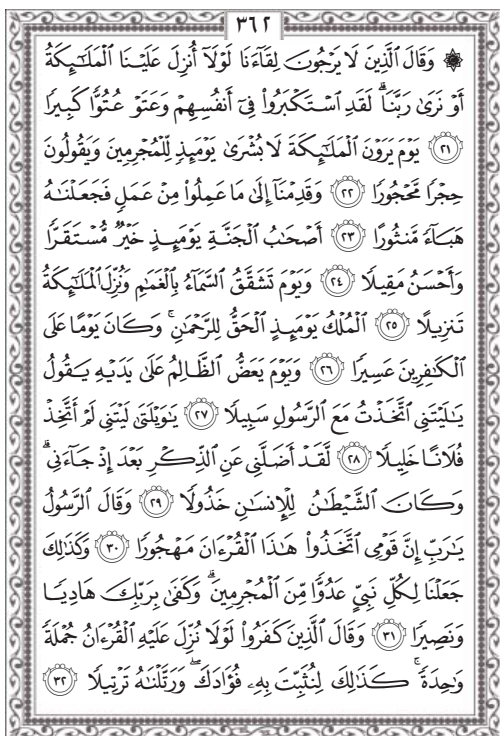 ٣٦٢
۞ وَقَالَ ٱلَّذِينَ لَا يَرْجُونَ لِقَآءَنَا لَوْلَآ أُنزِلَ عَلَيْنَا ٱلْمَلَٰٓئِكَةُ
أَوْ نَرَىٰ رَبَّنَا ۗ لَقَدِ ٱسْتَكْبَرُوا۟ فِىٓ أَنفُسِهِمْ وَعَتَوْ عُتُوًّا كَبِيرًا
٢١ يَوْمَ يَرَوْنَ ٱلْمَلَٰٓئِكَةَ لَا بُشْرَىٰ يَوْمَئِذٍ لِّلْمُجْرِمِينَ وَيَقُولُونَ
حِجْرًا مَّحْجُورًا ٢٢ وَقَدِمْنَآ إِلَىٰ مَا عَمِلُوا۟ مِنْ عَمَلٍ فَجَعَلْنَٰهُ
هَبَآءً مَّنثُورًا ٢٣ أَصْحَٰبُ ٱلْجَنَّةِ يَوْمَئِذٍ خَيْرٌ مُّسْتَقَرًّا
وَأَحْسَنُ مَقِيلًا ٢٤ وَيَوْمَ تَشَقَّقُ ٱلسَّمَآءُ بِٱلْغَمَٰمِ وَنُزِّلَ ٱلْمَلَٰٓئِكَةُ
تَنزِيلًا ٢٥ ٱلْمُلْكُ يَوْمَئِذٍ ٱلْحَقُّ لِلرَّحْمَٰنِ ۚ وَكَانَ يَوْمًا عَلَى
ٱلْكَٰفِرِينَ عَسِيرًا ٢٦ وَيَوْمَ يَعَضُّ ٱلظَّالِمُ عَلَىٰ يَدَيْهِ يَقُولُ
يَٰلَيْتَنِى ٱتَّخَذْتُ مَعَ ٱلرَّسُولِ سَبِيلًا ٢٧ يَٰوَيْلَتَىٰ لَيْتَنِى لَمْ أَتَّخِذْ
فُلَانًا خَلِيلًا ٢٨ لَّقَدْ أَضَلَّنِى عَنِ ٱلذِّكْرِ بَعْدَ إِذْ جَآءَنِى ۗ
وَكَانَ ٱلشَّيْطَٰنُ لِلْإِنسَٰنِ خَذُولًا ٢٩ وَقَالَ ٱلرَّسُولُ
يَٰرَبِّ إِنَّ قَوْمِى ٱتَّخَذُوا۟ هَٰذَا ٱلْقُرْءَانَ مَهْجُورًا ٣٠ وَكَذَٰلِكَ
جَعَلْنَا لِكُلِّ نَبِىٍّ عَدُوًّا مِّنَ ٱلْمُجْرِمِينَ ۗ وَكَفَىٰ بِرَبِّكَ هَادِيًا
وَنَصِيرًا ٣١ وَقَالَ ٱلَّذِينَ كَفَرُوا۟ لَوْلَا نُزِّلَ عَلَيْهِ ٱلْقُرْءَانُ جُمْلَةً
وَٰحِدَةً ۚ كَذَٰلِكَ لِنُثَبِّتَ بِهِۦ فُؤَادَكَ ۖ وَرَتَّلْنَٰهُ تَرْتِيلًا ٣٢